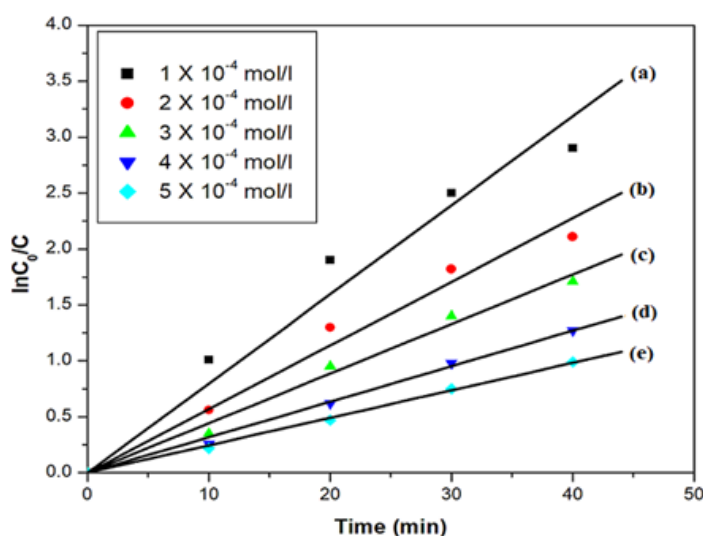 4.0
3.5
3.0
2.5
2.0
1.5
1.0
0.5
0.0
lnC₀/C
1 X 10⁻⁴ mol/l
2 X 10⁻⁴ mol/l
3 X 10⁻⁴ mol/l
4 X 10⁻⁴ mol/l
5 X 10⁻⁴ mol/l
(a)
(b)
(c)
(d)
(e)
0 10 20 30 40 50
Time (min)